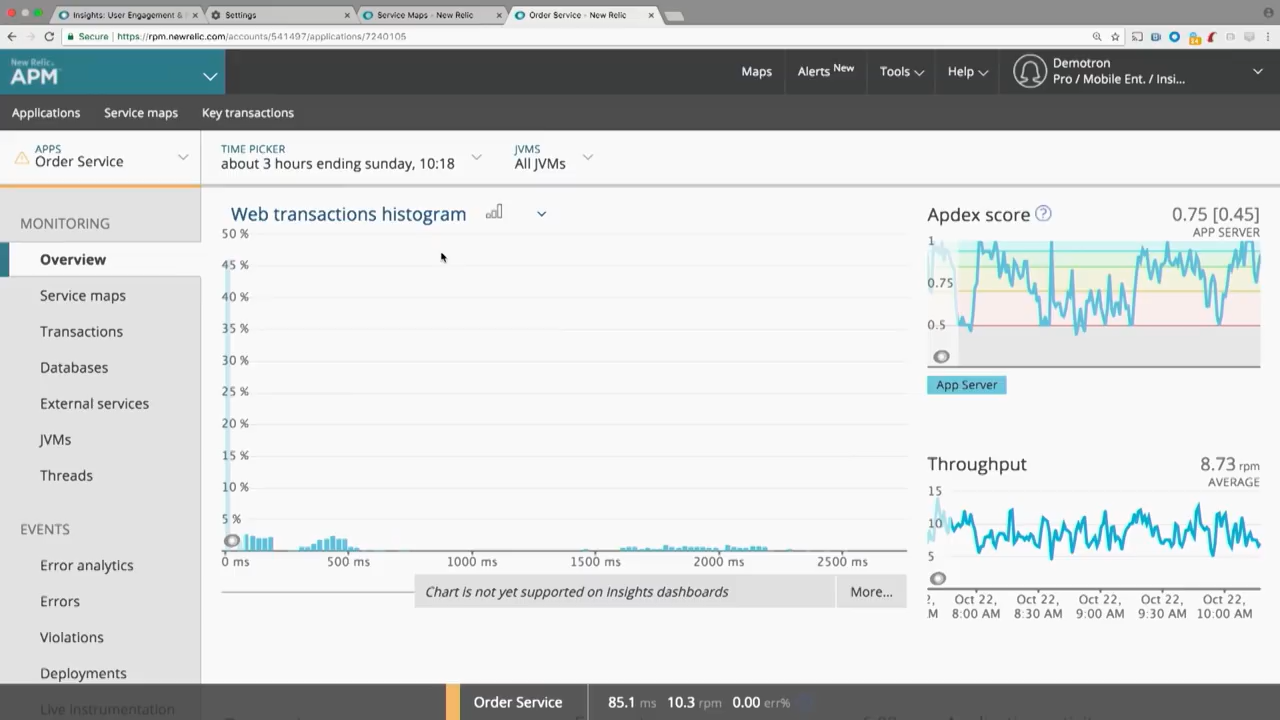 Insights: User Engagement &
Settings
Service Maps - New Relic
Order Service - New Relic
Secure
https://rpm.newrelic.com/accounts/541497/applications/7240105
New Relic
APM
Maps
Alerts New
Tools
Help
Demotron
Pro / Mobile Ent. / Insi...
Applications
Service maps
Key transactions
APPS
Order Service
TIME PICKER
about 3 hours ending sunday, 10:18
JVMS
All JVMs
MONITORING
Overview
Service maps
Transactions
Databases
External services
JVMs
Threads
EVENTS
Error analytics
Errors
Violations
Deployments
Live Instrumentation
Web transactions histogram
50 %
45 %
40 %
35 %
30 %
25 %
20 %
15 %
10 %
5 %
0 ms
500 ms
1000 ms
1500 ms
2000 ms
2500 ms
Chart is not yet supported on Insights dashboards
More...
Apdex score ?
0.75 [0.45]
APP SERVER
1
0.75
0.5
App Server
Throughput
8.73 rpm
AVERAGE
15
10
5
Oct 22,
8:00 AM
Oct 22,
8:30 AM
Oct 22,
9:00 AM
Oct 22,
9:30 AM
Oct 22,
10:00 AM
Order Service
85.1 ms
10.3 rpm
0.00 err%